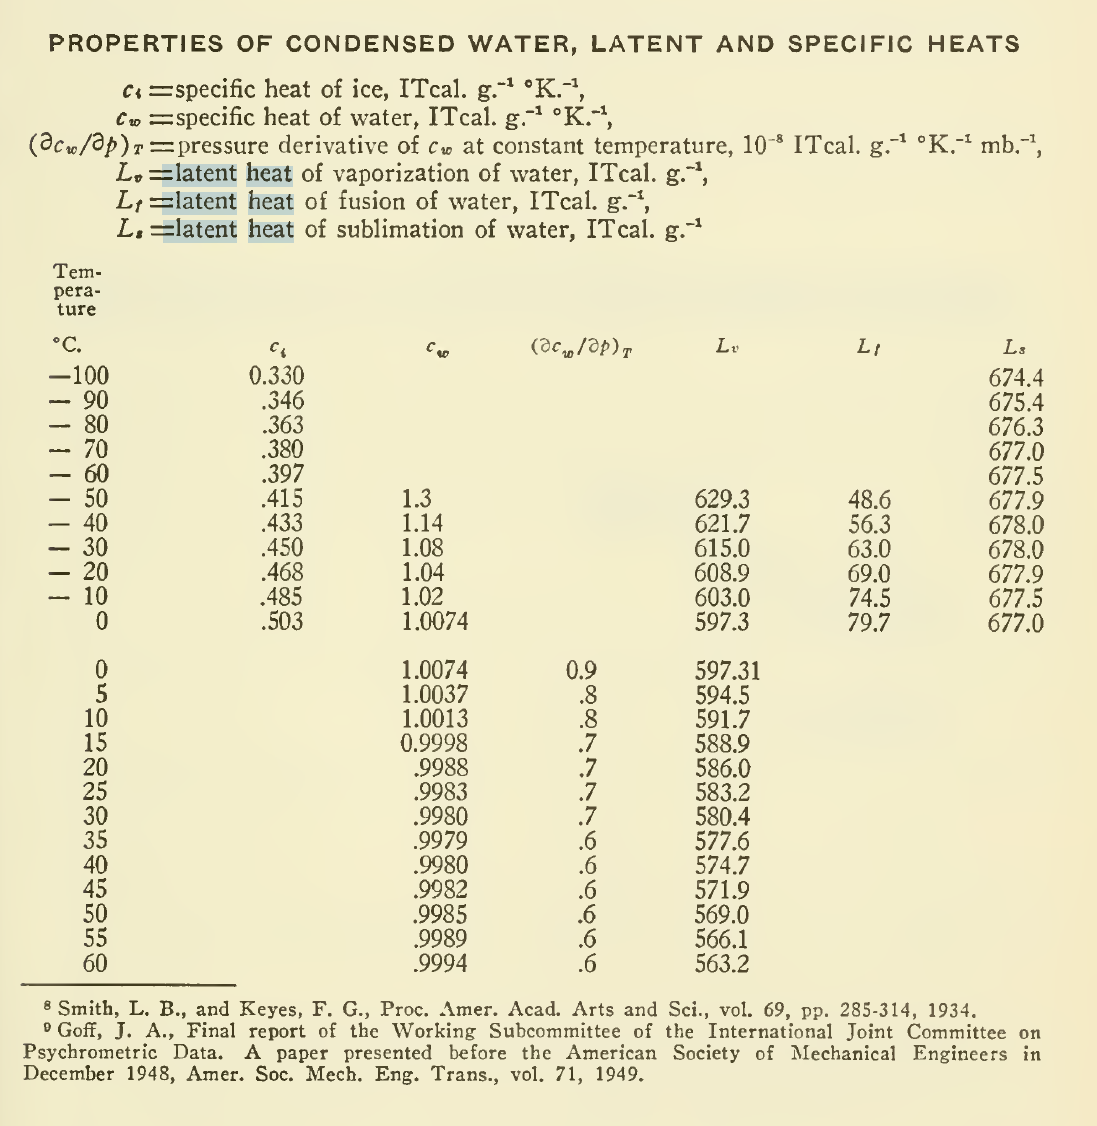 PROPERTIES OF CONDENSED WATER, LATENT AND SPECIFIC HEATS
cᵢ =specific heat of ice, ITcal. g.⁻¹ °K.⁻¹,
c_w =specific heat of water, ITcal. g.⁻¹ °K.⁻¹,
(∂c_w/∂p)_T =pressure derivative of c_w at constant temperature, 10⁻⁸ ITcal. g.⁻¹ °K.⁻¹ mb.⁻¹,
L_v =latent heat of vaporization of water, ITcal. g.⁻¹,
L_f =latent heat of fusion of water, ITcal. g.⁻¹,
L_s =latent heat of sublimation of water, ITcal. g.⁻¹
Tem-
pera-
ture
°C. cᵢ c_w (∂c_w/∂p)_T L_v L_f L_s
—100 0.330 674.4
— 90 .346 675.4
— 80 .363 676.3
— 70 .380 677.0
— 60 .397 677.5
— 50 .415 1.3 629.3 48.6 677.9
— 40 .433 1.14 621.7 56.3 678.0
— 30 .450 1.08 615.0 63.0 678.0
— 20 .468 1.04 608.9 69.0 677.9
— 10 .485 1.02 603.0 74.5 677.5
0 .503 1.0074 597.3 79.7 677.0
0 1.0074 0.9 597.31
5 1.0037 .8 594.5
10 1.0013 .8 591.7
15 0.9998 .7 588.9
20 .9988 .7 586.0
25 .9983 .7 583.2
30 .9980 .7 580.4
35 .9979 .6 577.6
40 .9980 .6 574.7
45 .9982 .6 571.9
50 .9985 .6 569.0
55 .9989 .6 566.1
60 .9994 .6 563.2
⁸ Smith, L. B., and Keyes, F. G., Proc. Amer. Acad. Arts and Sci., vol. 69, pp. 285-314, 1934.
⁹ Goff, J. A., Final report of the Working Subcommittee of the International Joint Committee on
Psychrometric Data. A paper presented before the American Society of Mechanical Engineers in
December 1948, Amer. Soc. Mech. Eng. Trans., vol. 71, 1949.